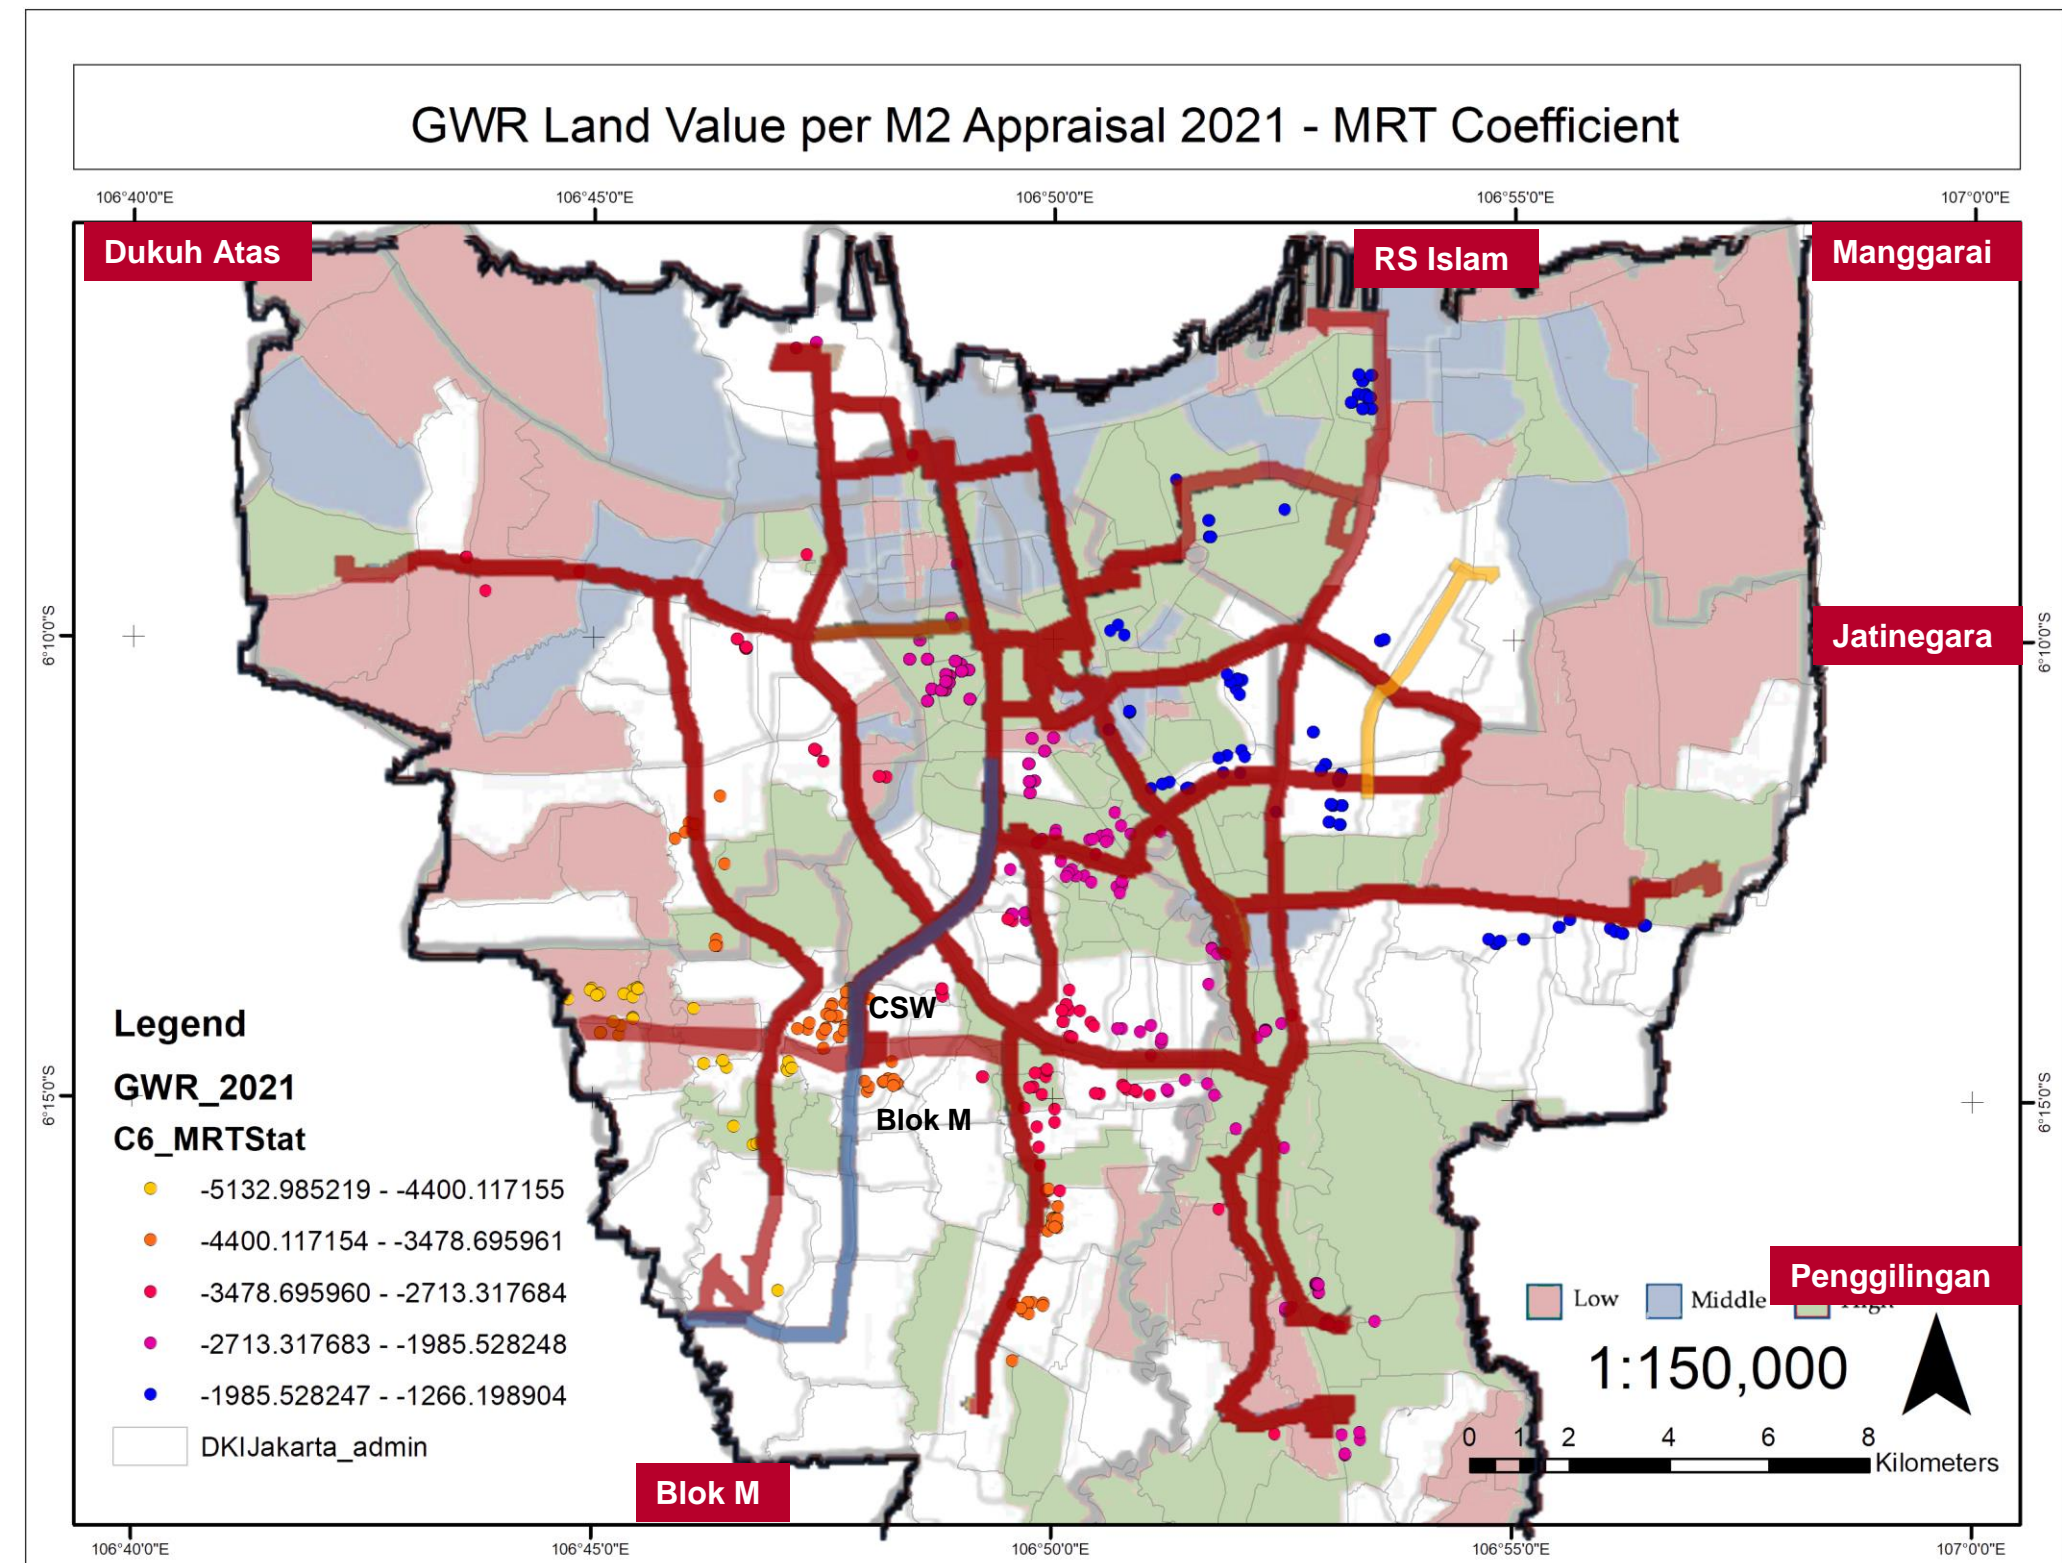 GWR Land Value per M2 Appraisal 2021 - MRT Coefficient
106°40'0"E
106°45'0"E
106°50'0"E
106°55'0"E
107°0'0"E
Dukuh Atas
RS Islam
Manggarai
6°10'0"S
Jatinegara
6°10'0"S
CSW
Blok M
6°15'0"S
6°15'0"S
Legend
GWR_2021
C6_MRTStat
-5132.985219 - -4400.117155
-4400.117154 - -3478.695961
-3478.695960 - -2713.317684
-2713.317683 - -1985.528248
-1985.528247 - -1266.198904
DKIJakarta_admin
Penggilingan
Low
Middle
1:150,000
0 1 2 4 6 8
Kilometers
Blok M
106°40'0"E
106°45'0"E
106°50'0"E
106°55'0"E
107°0'0"E